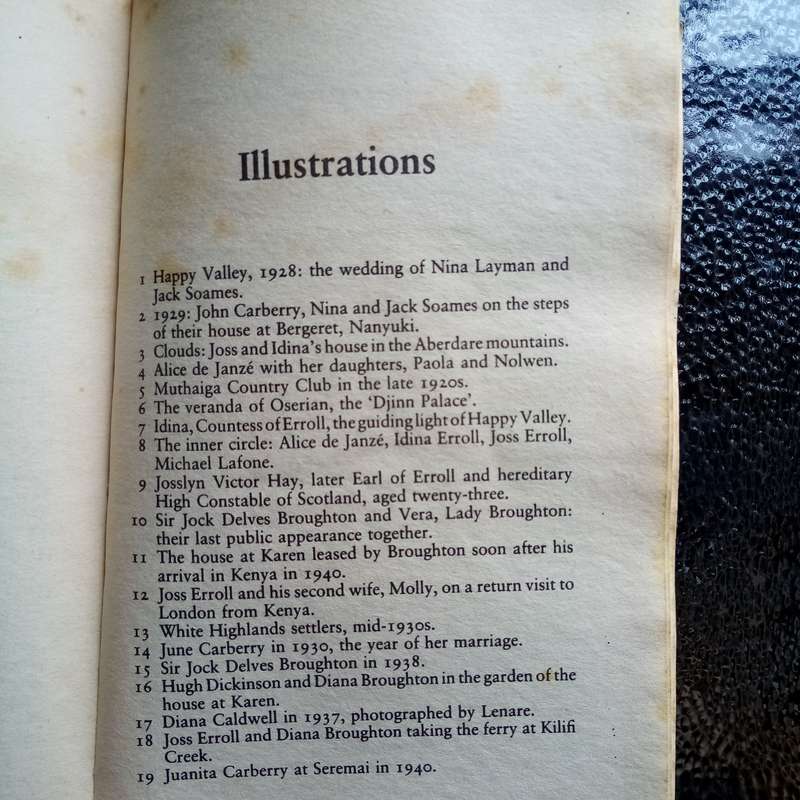 Illustrations
1 Happy Valley, 1928: the wedding of Nina Layman and
Jack Soames.
2 1929: John Carberry, Nina and Jack Soames on the steps
of their house at Bergeret, Nanyuki.
3 Clouds: Joss and Idina's house in the Aberdare mountains.
4 Alice de Janzé with her daughters, Paola and Nolwen.
5 Muthaiga Country Club in the late 1920s.
6 The veranda of Oserian, the 'Djinn Palace'.
7 Idina, Countess of Erroll, the guiding light of Happy Valley.
8 The inner circle: Alice de Janzé, Idina Erroll, Joss Erroll,
Michael Lafone.
9 Josslyn Victor Hay, later Earl of Erroll and hereditary
High Constable of Scotland, aged twenty-three.
10 Sir Jock Delves Broughton and Vera, Lady Broughton:
their last public appearance together.
11 The house at Karen leased by Broughton soon after his
arrival in Kenya in 1940.
12 Joss Erroll and his second wife, Molly, on a return visit to
London from Kenya.
13 White Highlands settlers, mid-1930s.
14 June Carberry in 1930, the year of her marriage.
15 Sir Jock Delves Broughton in 1938.
16 Hugh Dickinson and Diana Broughton in the garden of the
house at Karen.
17 Diana Caldwell in 1937, photographed by Lenare.
18 Joss Erroll and Diana Broughton taking the ferry at Kilifi
Creek.
19 Juanita Carberry at Seremai in 1940.